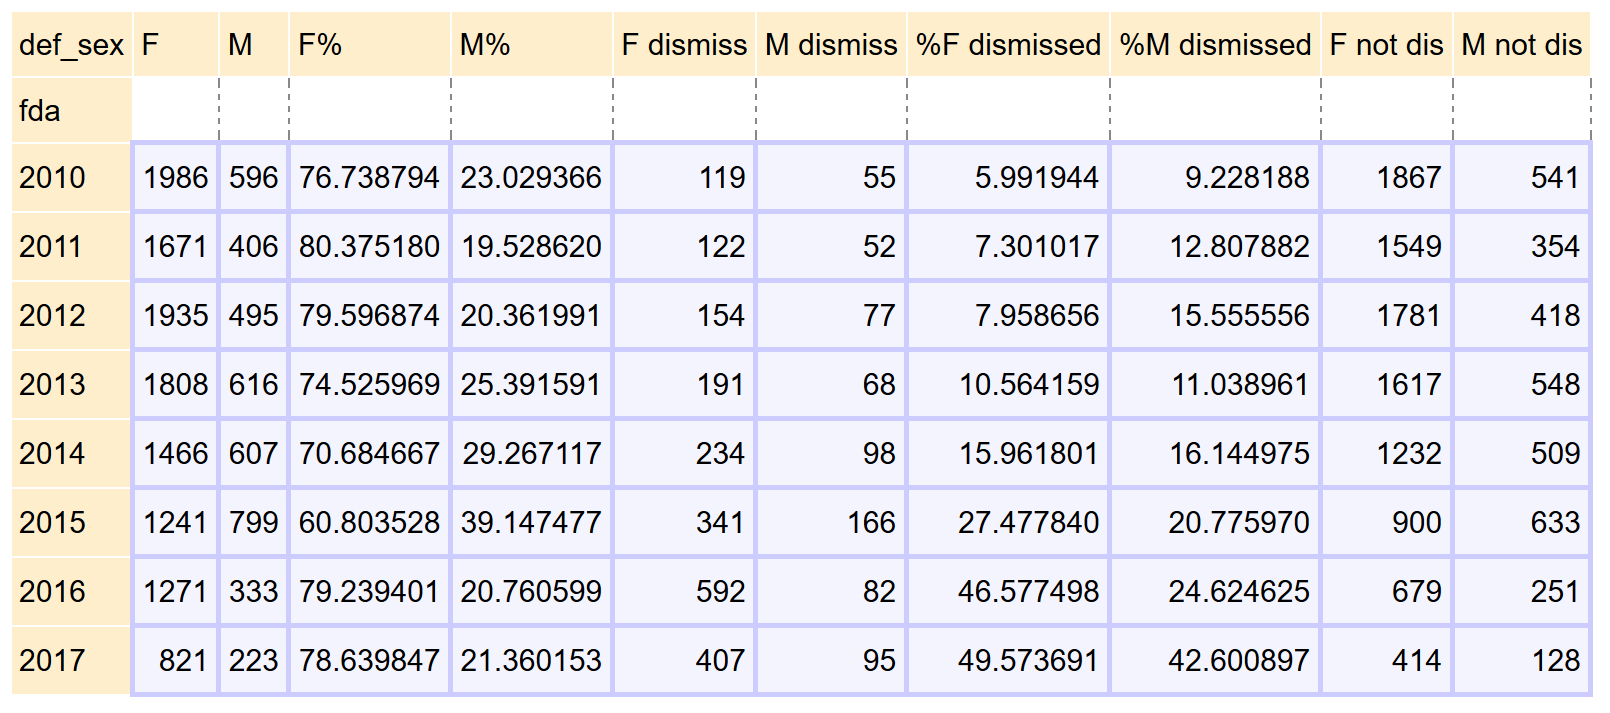 def_sex F M F% M% F dismiss M dismiss %F dismissed %M dismissed F not dis M not dis
fda
2010 1986 596 76.738794 23.029366 119 55 5.991944 9.228188 1867 541
2011 1671 406 80.375180 19.528620 122 52 7.301017 12.807882 1549 354
2012 1935 495 79.596874 20.361991 154 77 7.958656 15.555556 1781 418
2013 1808 616 74.525969 25.391591 191 68 10.564159 11.038961 1617 548
2014 1466 607 70.684667 29.267117 234 98 15.961801 16.144975 1232 509
2015 1241 799 60.803528 39.147477 341 166 27.477840 20.775970 900 633
2016 1271 333 79.239401 20.760599 592 82 46.577498 24.624625 679 251
2017 821 223 78.639847 21.360153 407 95 49.573691 42.600897 414 128